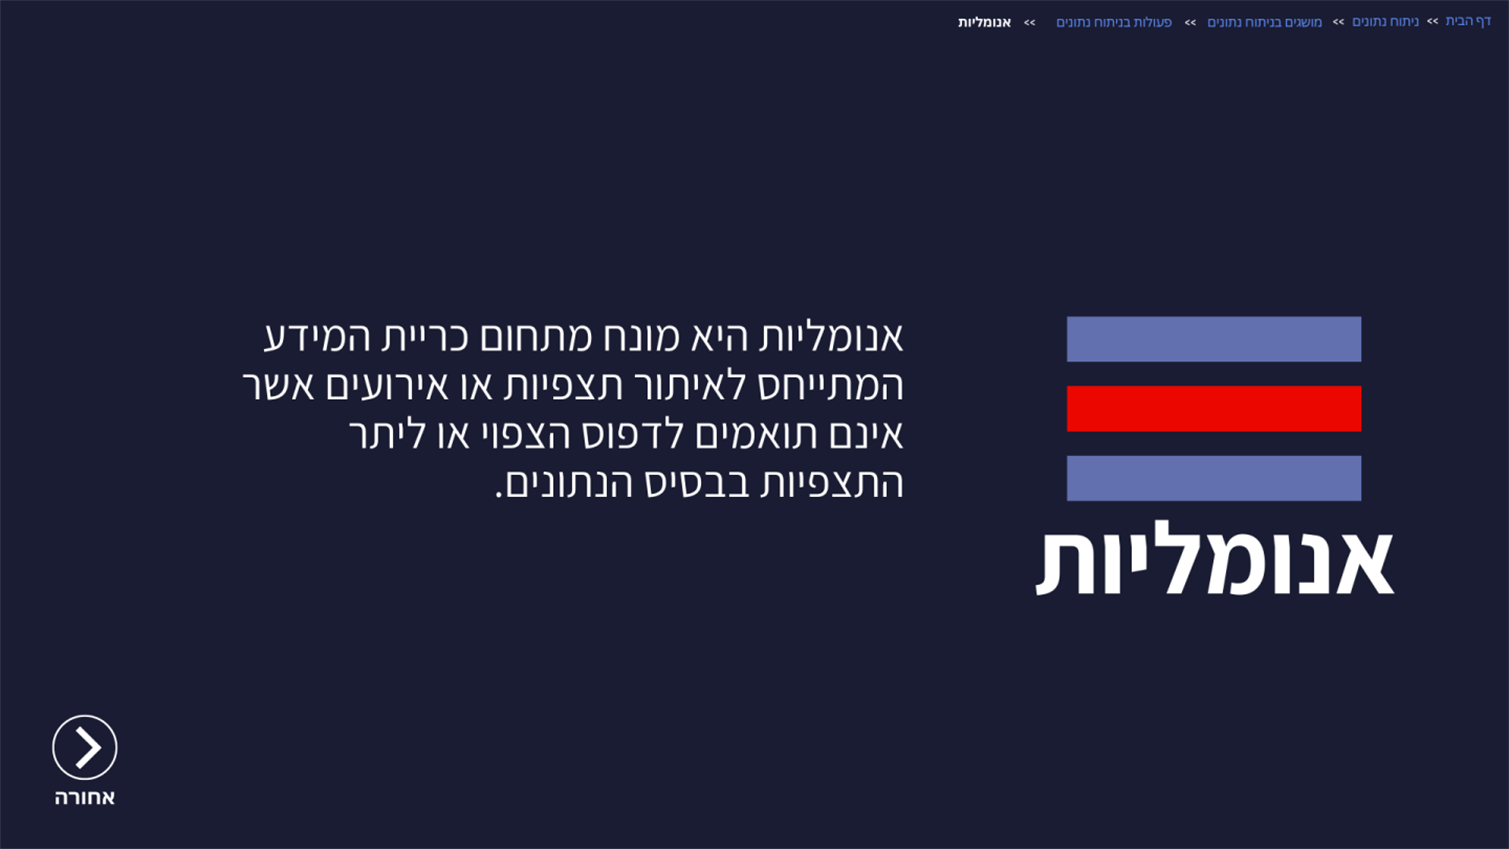 דף הבית >> ניתוח נתונים >> מושגים בניתוח נתונים >> פעולות בניתוח נתונים >> אנומליות
אנומליות היא מונח מתחום כריית המידע
המתייחס לאיתור תצפיות או אירועים אשר
אינם תואמים לדפוס הצפוי או ליתר
התצפיות בבסיס הנתונים.
אנומליות
אחורה